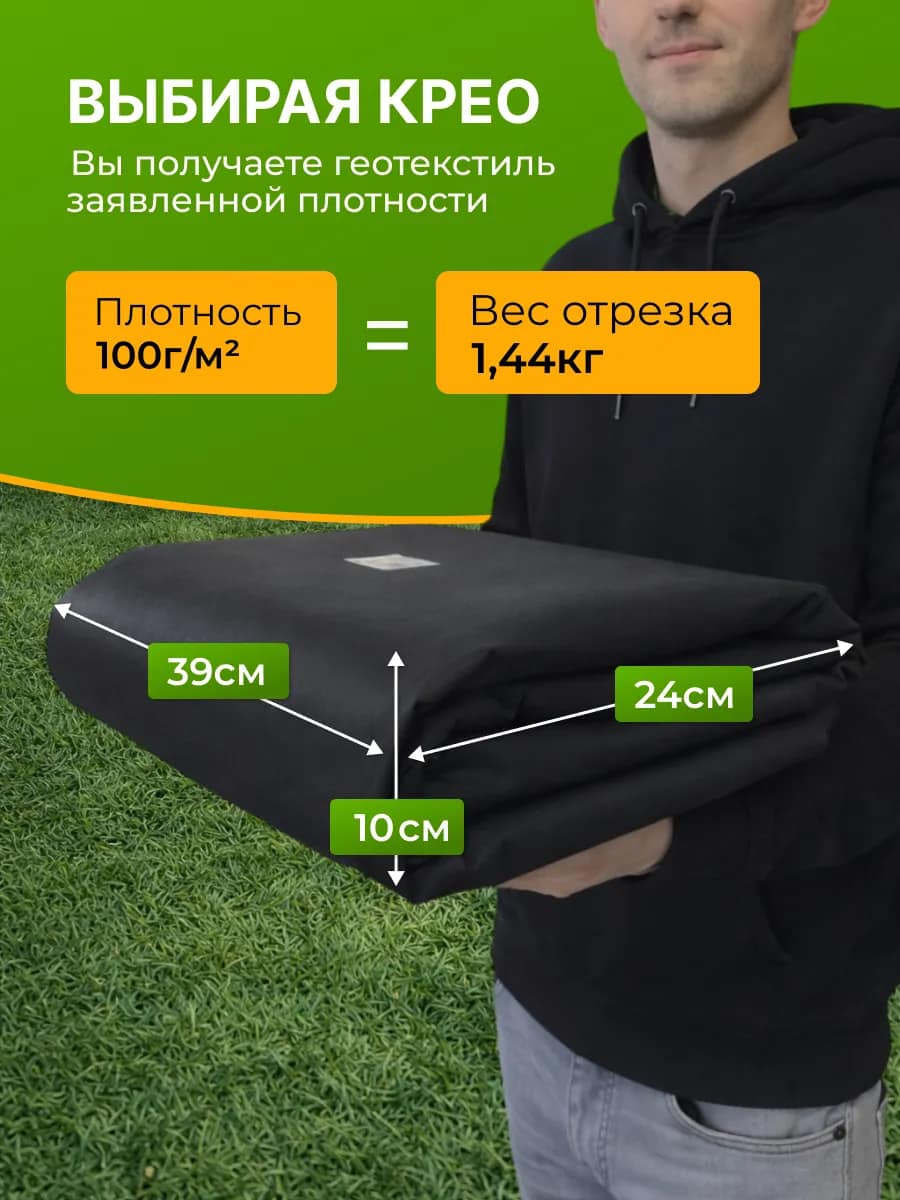 ВЫБИРАЯ КРЕО
Вы получаете геотекстиль
заявленной плотности
Плотность
100г/м²
=
Вес отрезка
1,44кг
39см
24см
10см